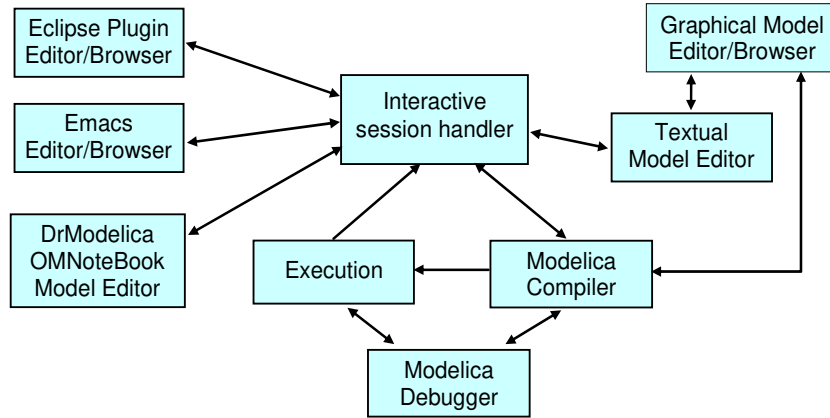 Eclipse Plugin
Editor/Browser
Graphical Model
Editor/Browser
Interactive
session handler
Emacs
Editor/Browser
Textual
Model Editor
DrModelica
OMNoteBook
Model Editor
Execution
Modelica
Compiler
Modelica
Debugger